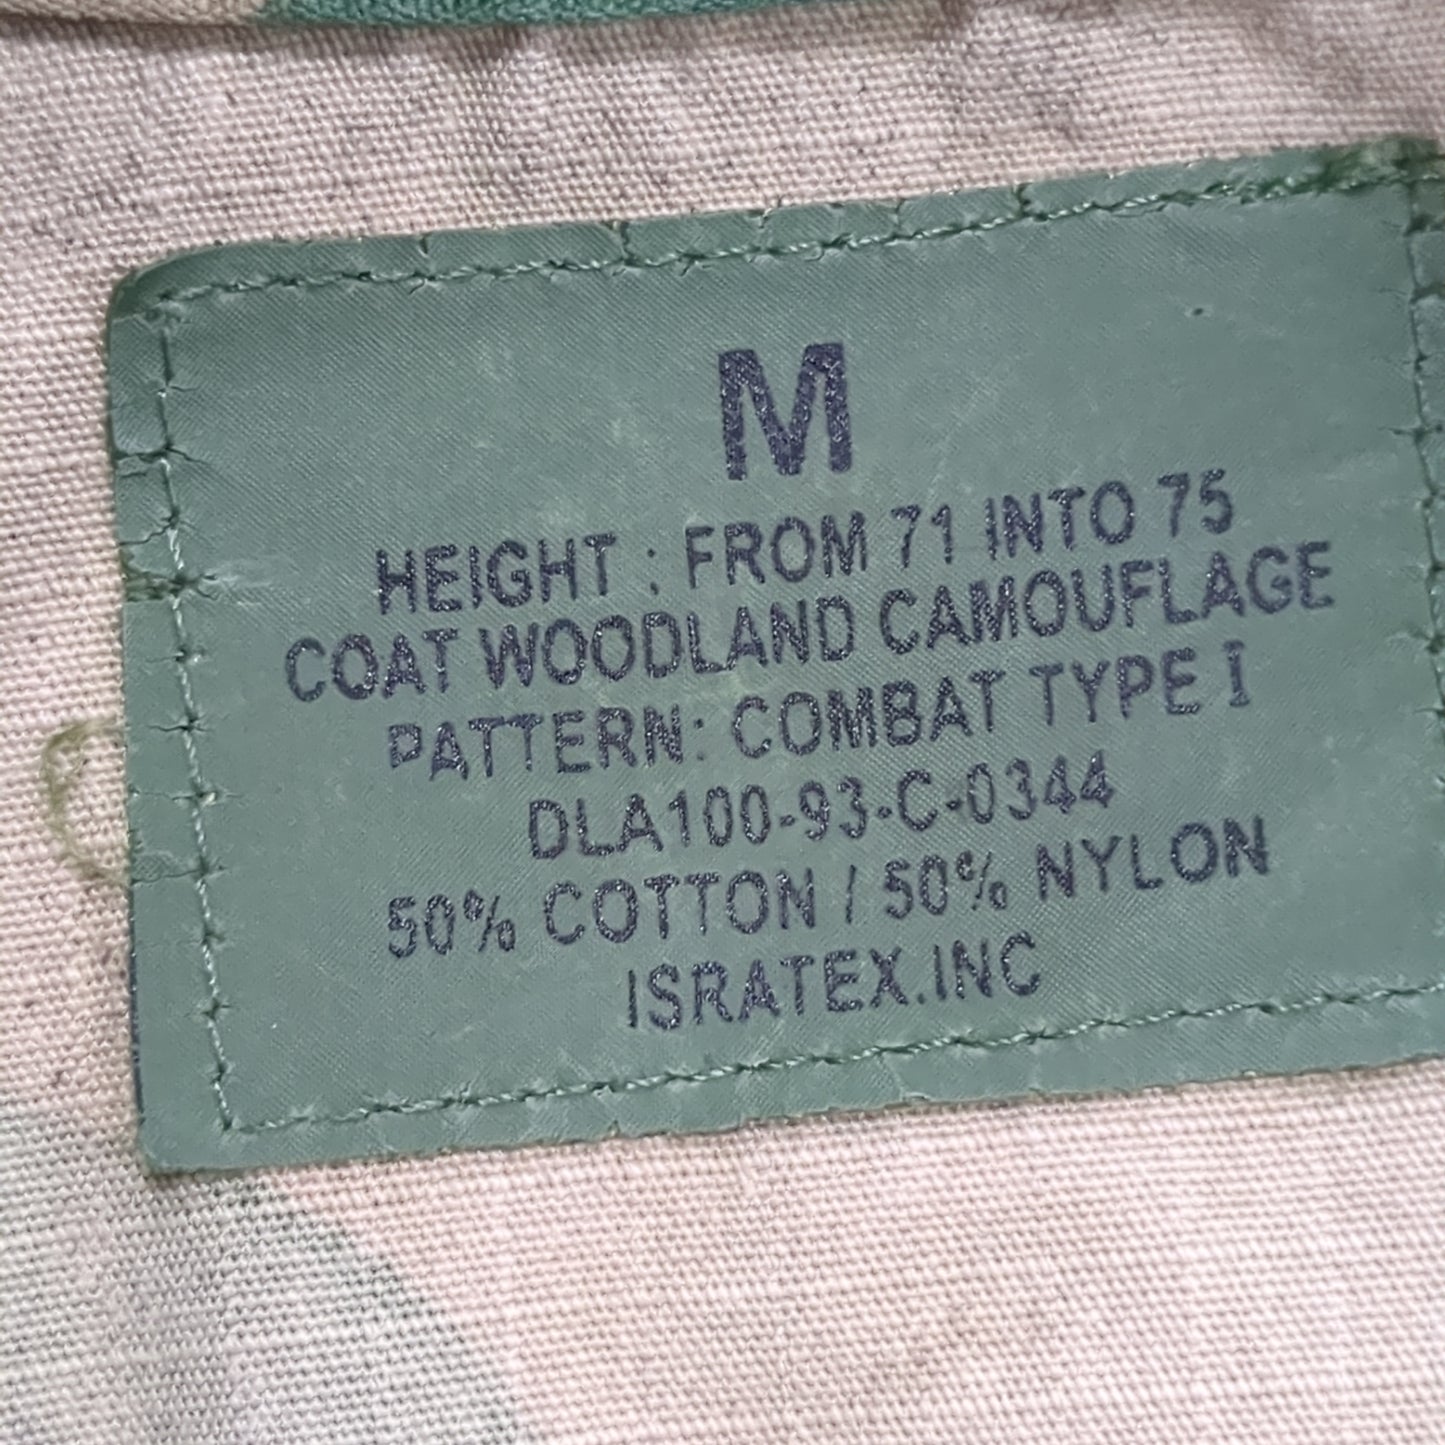 M
HEIGHT : FROM 71 INTO 75
COAT WOODLAND CAMOUFLAGE
PATTERN: COMBAT TYPE I
DLA100-93-C-0344
50% COTTON / 50% NYLON
ISRATEX.INC